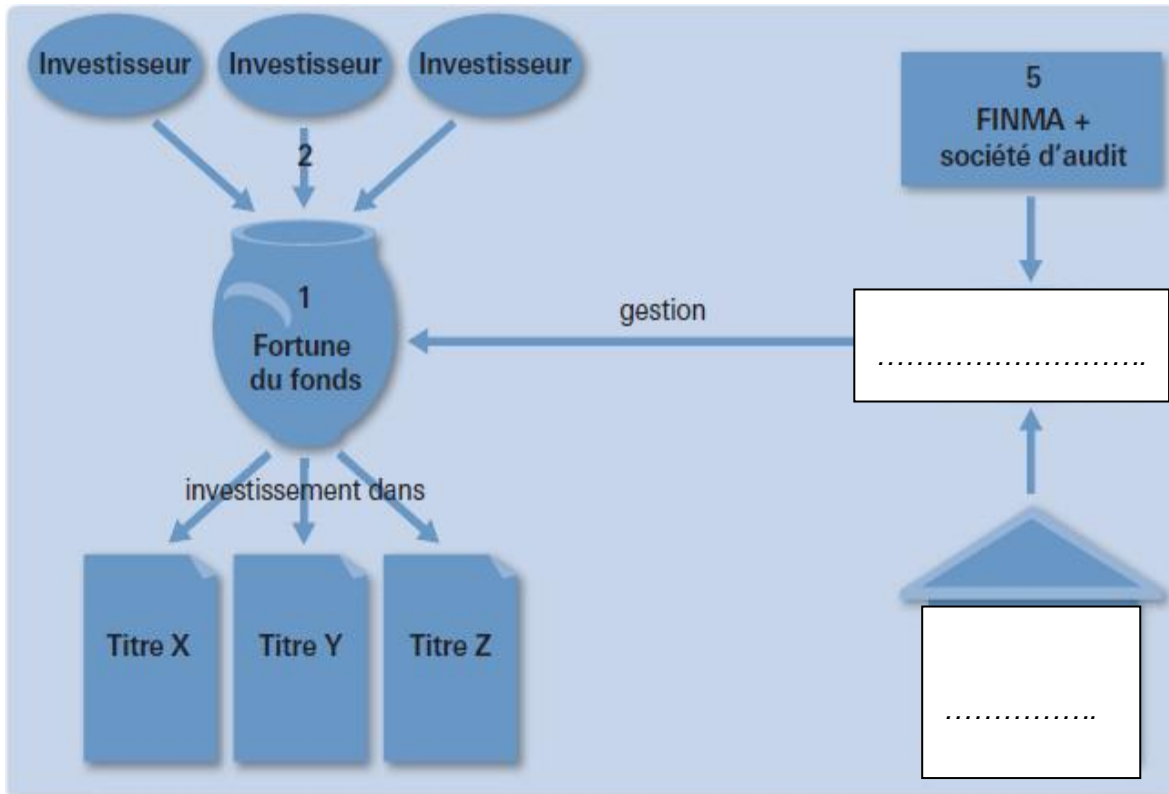 Investisseur
Investisseur
Investisseur
2
1
Fortune
du fonds
investissement dans
Titre X
Titre Y
Titre Z
gestion
5
FINMA +
société d'audit
...........................
................